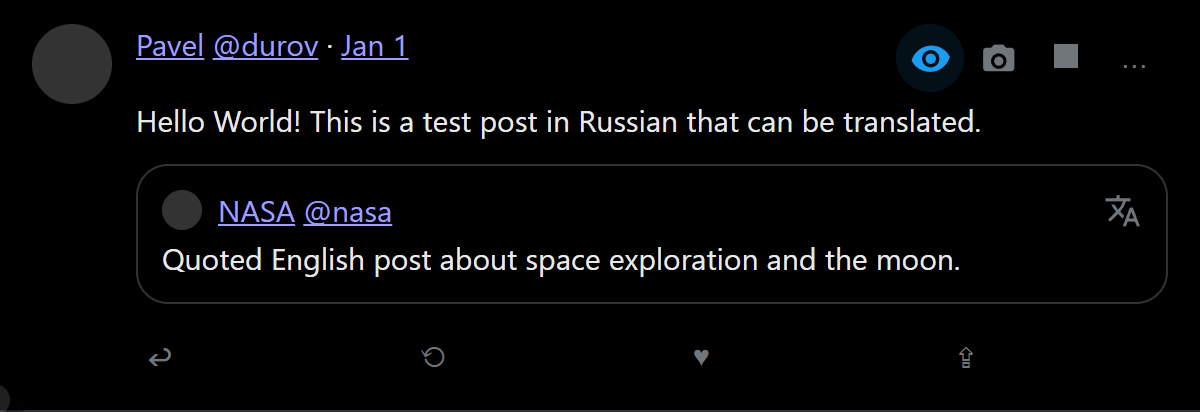 Pavel @durov · Jan 1
Hello World! This is a test post in Russian that can be translated.
NASA @nasa
Quoted English post about space exploration and the moon.